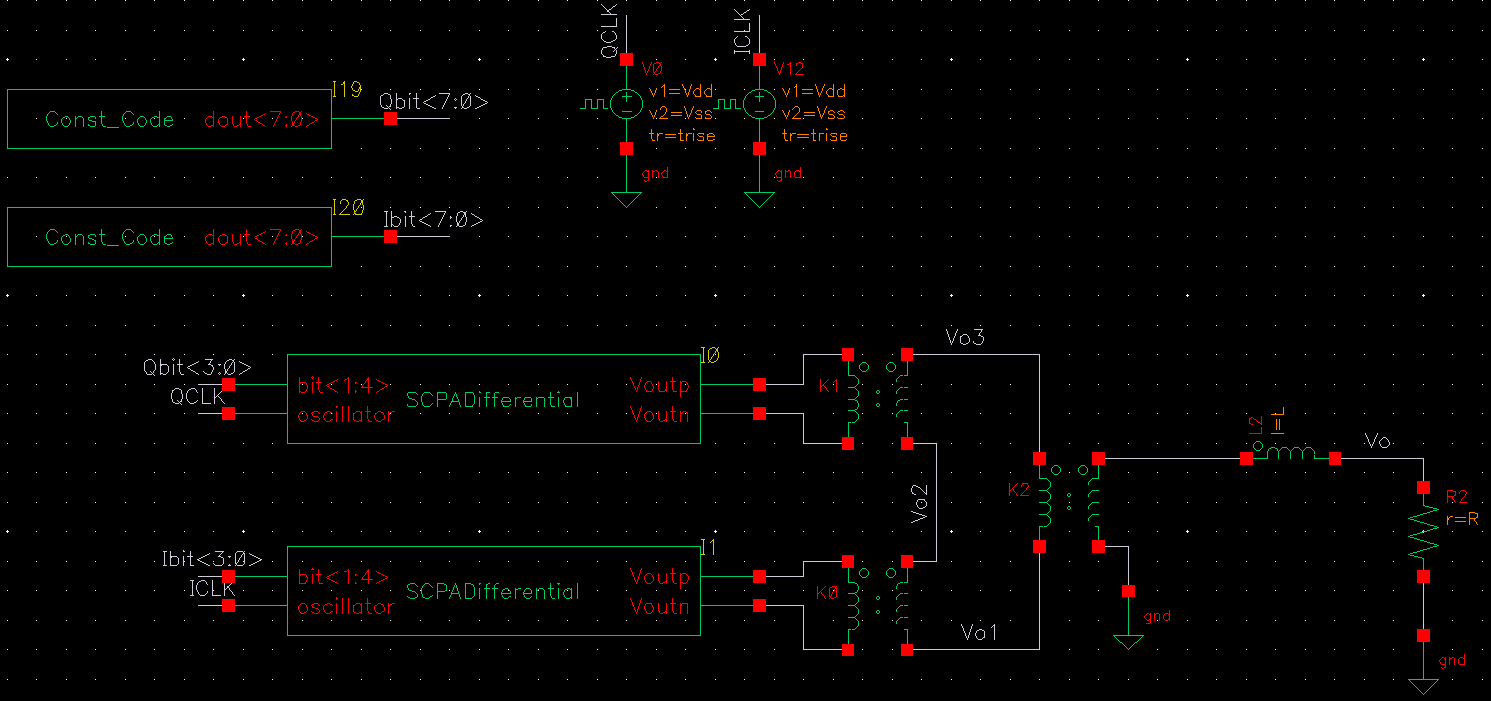 QCLK
ICLK
V0
v1=Vdd
v2=Vss
tr=trise
gnd
V12
v1=Vdd
v2=Vss
tr=trise
gnd
I19
Const_Code dout<7:0>
Qbit<7:0>
I20
Const_Code dout<7:0>
Ibit<7:0>
Qbit<3:0>
QCLK
I0
bit<1:4>
oscillator
SCPADifferential
Voutp
Voutn
K1
Vo3
Vo2
Ibit<3:0>
ICLK
I1
bit<1:4>
oscillator
SCPADifferential
Voutp
Voutn
K0
Vo1
K2
gnd
L2
l=L
Vo
R2
r=R
gnd